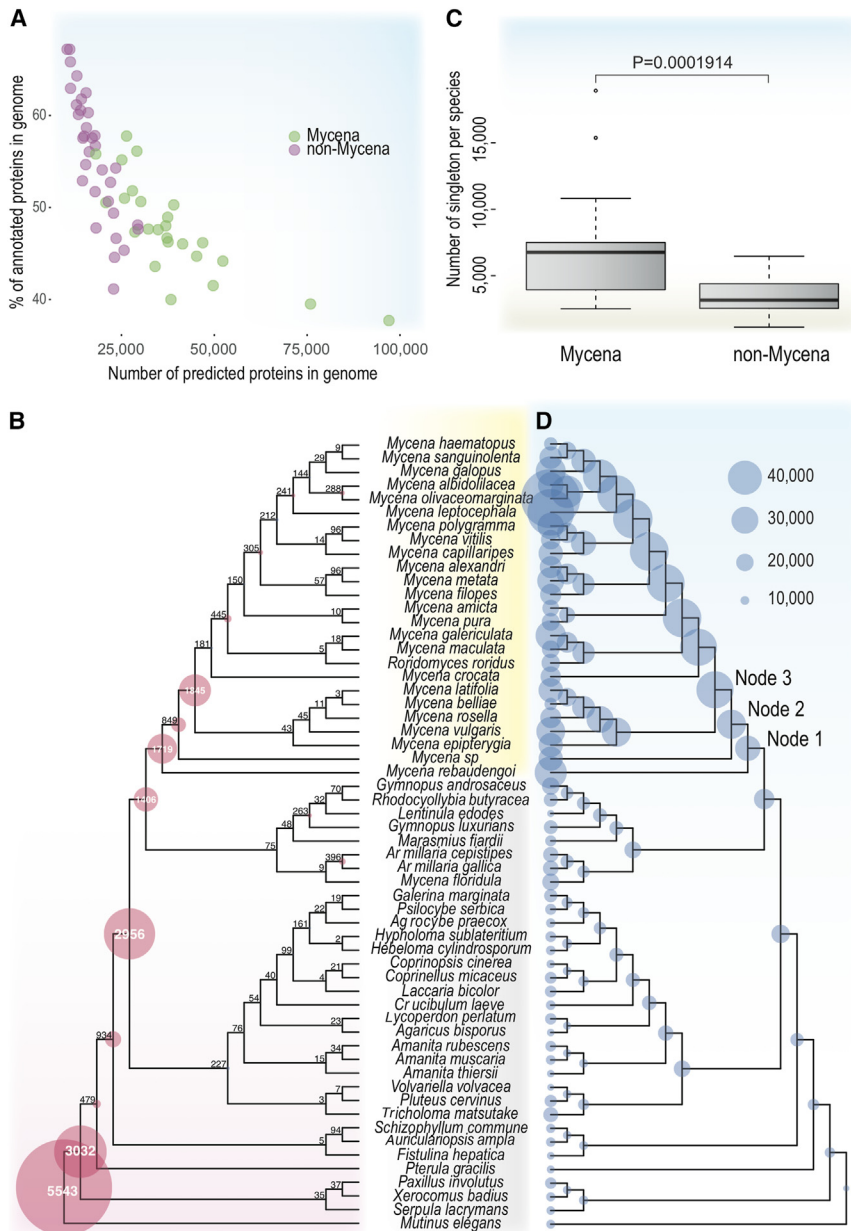 A
% of annotated proteins in genome
60
50
40
Mycena
non-Mycena
25,000
50,000
75,000
100,000
Number of predicted proteins in genome
C
P=0.0001914
Number of singleton per species
15,000
10,000
5,000
Mycena
non-Mycena
B
Mycena haematopus
Mycena sanguinolenta
Mycena galopus
Mycena albidolilacea
Mycena olivaceomarginata
Mycena leptocephala
Mycena polygramma
Mycena vitilis
Mycena capillaripes
Mycena alexandri
Mycena metata
Mycena filopes
Mycena amicta
Mycena pura
Mycena galericulata
Mycena maculata
Roridomyces roridus
Mycena crocata
Mycena latifolia
Mycena belliae
Mycena rosella
Mycena vulgaris
Mycena epipterygia
Mycena sp
Mycena rebaudengoi
Gymnopus androsaceus
Rhodocyollybia butyracea
Lentinula edodes
Gymnopus luxurians
Marasmius fiardii
Ar millaria cepistipes
Ar millaria gallica
Mycena floridula
Galerina marginata
Psilocybe serbica
Ag rocybe praecox
Hypholoma sublateritium
Hebeloma cylindrosporum
Coprinopsis cinerea
Coprinellus micaceus
Laccaria bicolor
Cr ucibulum laeve
Lycoperdon perlatum
Agaricus bisporus
Amanita rubescens
Amanita muscaria
Amanita thiersii
Volvariella volvacea
Pluteus cervinus
Tricholoma matsutake
Schizophyllum commune
Auriculariopsis ampla
Fistulina hepatica
Pterula gracilis
Paxillus involutus
Xerocomus badius
Serpula lacrymans
Mutinus elegans
9
29
144
288
241
212
96
14
305
96
57
150
10
445
18
5
181
3
11
45
43
1845
849
1719
70
32
263
48
75
396
9
1406
19
22
161
2
99
21
4
40
54
23
76
34
15
227
7
3
2956
94
5
934
479
3032
37
35
5543
D
40,000
30,000
20,000
10,000
Node 3
Node 2
Node 1